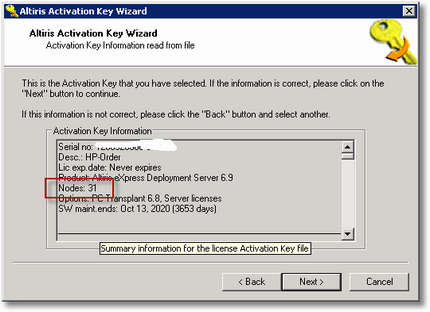 Altiris Activation Key Wizard
Altiris Activation Key Wizard
Activation Key Information read from file
This is the Activation Key that you have selected. If the information is correct, please click on the
"Next" button to continue.
If this information is not correct, please click the "Back" button and select another.
Activation Key Information
Serial no:
Desc.: HP-Order
Lic exp.date: Never expires
Product: Altiris eXpress Deployment Server 6.9
Nodes: 31
Options: PC Transplant 6.8, Server licenses
SW maint.ends: Oct 13, 2020 (3653 days)
Summary information for the license Activation Key file
< Back
Next >
Cancel